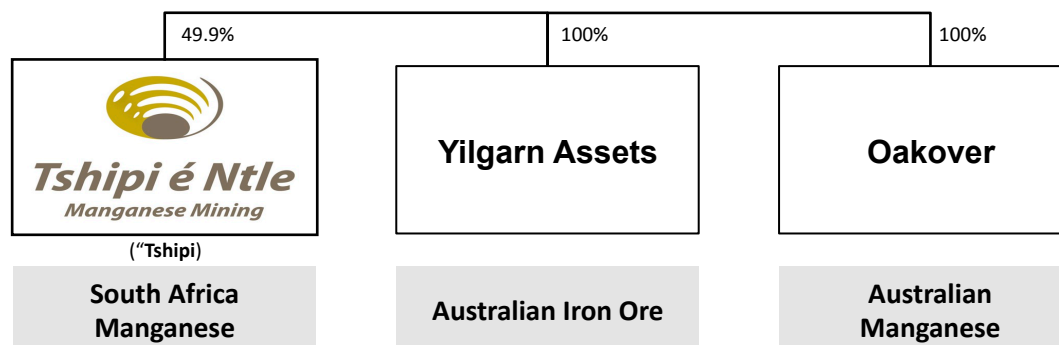 49.9%
100%
100%
Tshipi é Ntle
Manganese Mining
Yilgarn Assets
Oakover
(“Tshipi)
South Africa
Manganese
Australian Iron Ore
Australian
Manganese